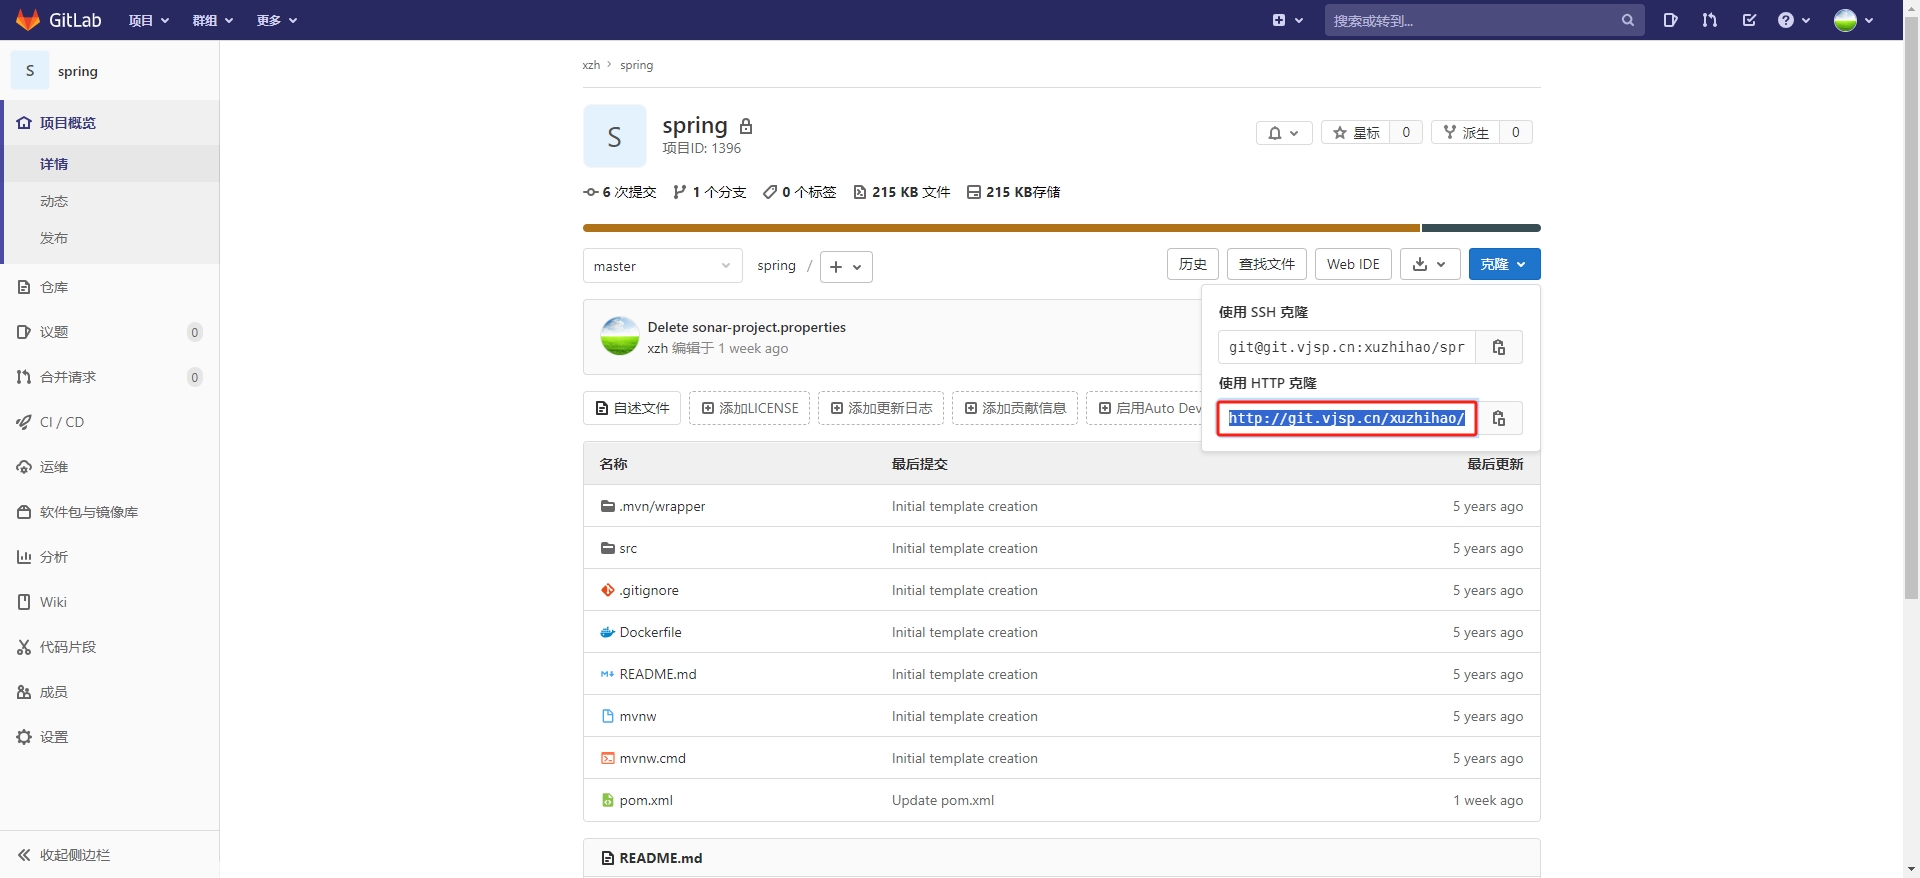 GitLab 项目 群组 更多 搜索或转到...
S spring
项目概览
详情
动态
发布
仓库
议题 0
合并请求 0
CI / CD
运维
软件包与镜像库
分析
Wiki
代码片段
成员
设置
收起侧边栏
xzh › spring
S
spring
项目ID: 1396
星标 0 派生 0
6 次提交 1 个分支 0 个标签 215 KB 文件 215 KB存储
master spring / 历史 查找文件 Web IDE 克隆
使用 SSH 克隆
git@git.vjsp.cn:xuzhihao/spr
使用 HTTP 克隆
http://git.vjsp.cn/xuzhihao/
Delete sonar-project.properties
xzh 编辑于 1 week ago
自述文件 添加LICENSE 添加更新日志 添加贡献信息 启用Auto Dev
名称 最后提交 最后更新
.mvn/wrapper Initial template creation 5 years ago
src Initial template creation 5 years ago
.gitignore Initial template creation 5 years ago
Dockerfile Initial template creation 5 years ago
README.md Initial template creation 5 years ago
mvnw Initial template creation 5 years ago
mvnw.cmd Initial template creation 5 years ago
pom.xml Update pom.xml 1 week ago
README.md